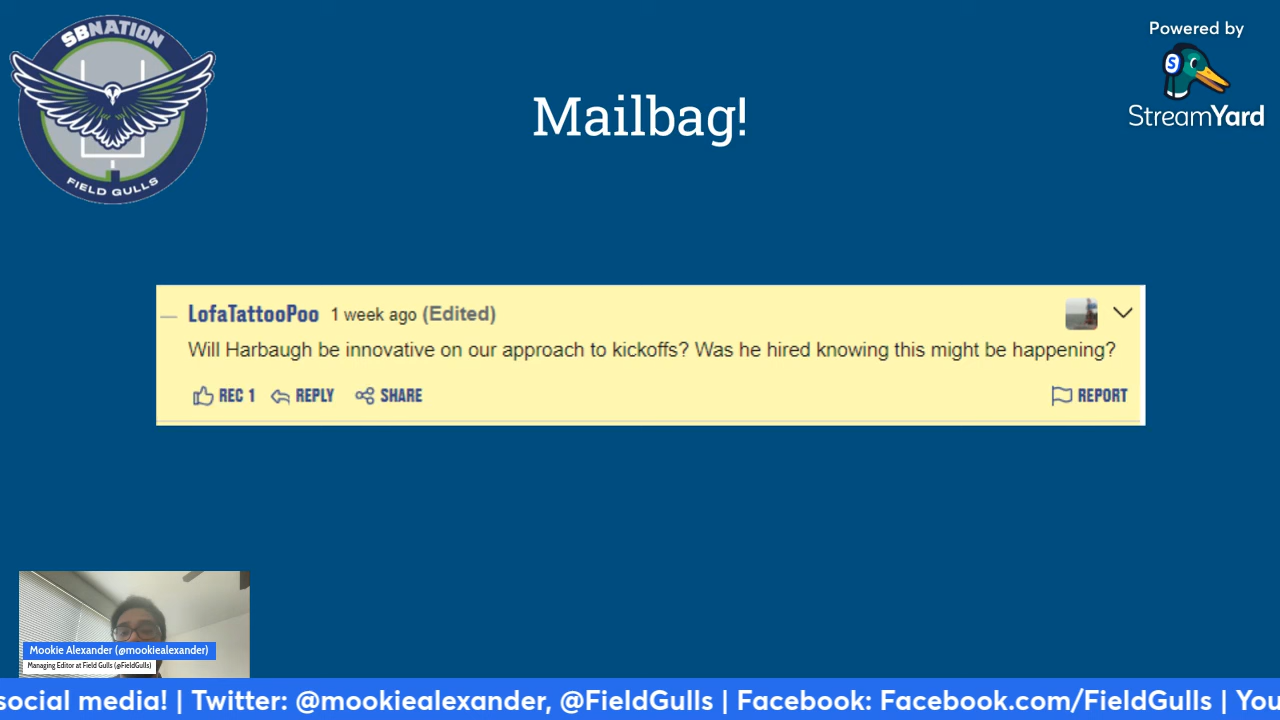 SBNATION
FIELD GULLS
Powered by
S
StreamYard
Mailbag!
LofaTattooPoo 1 week ago (Edited)
Will Harbaugh be innovative on our approach to kickoffs? Was he hired knowing this might be happening?
REC 1 REPLY SHARE
REPORT
Mookie Alexander (@mookiealexander)
Managing Editor at Field Gulls (@FieldGulls)
social media! | Twitter: @mookiealexander, @FieldGulls | Facebook: Facebook.com/FieldGulls | You